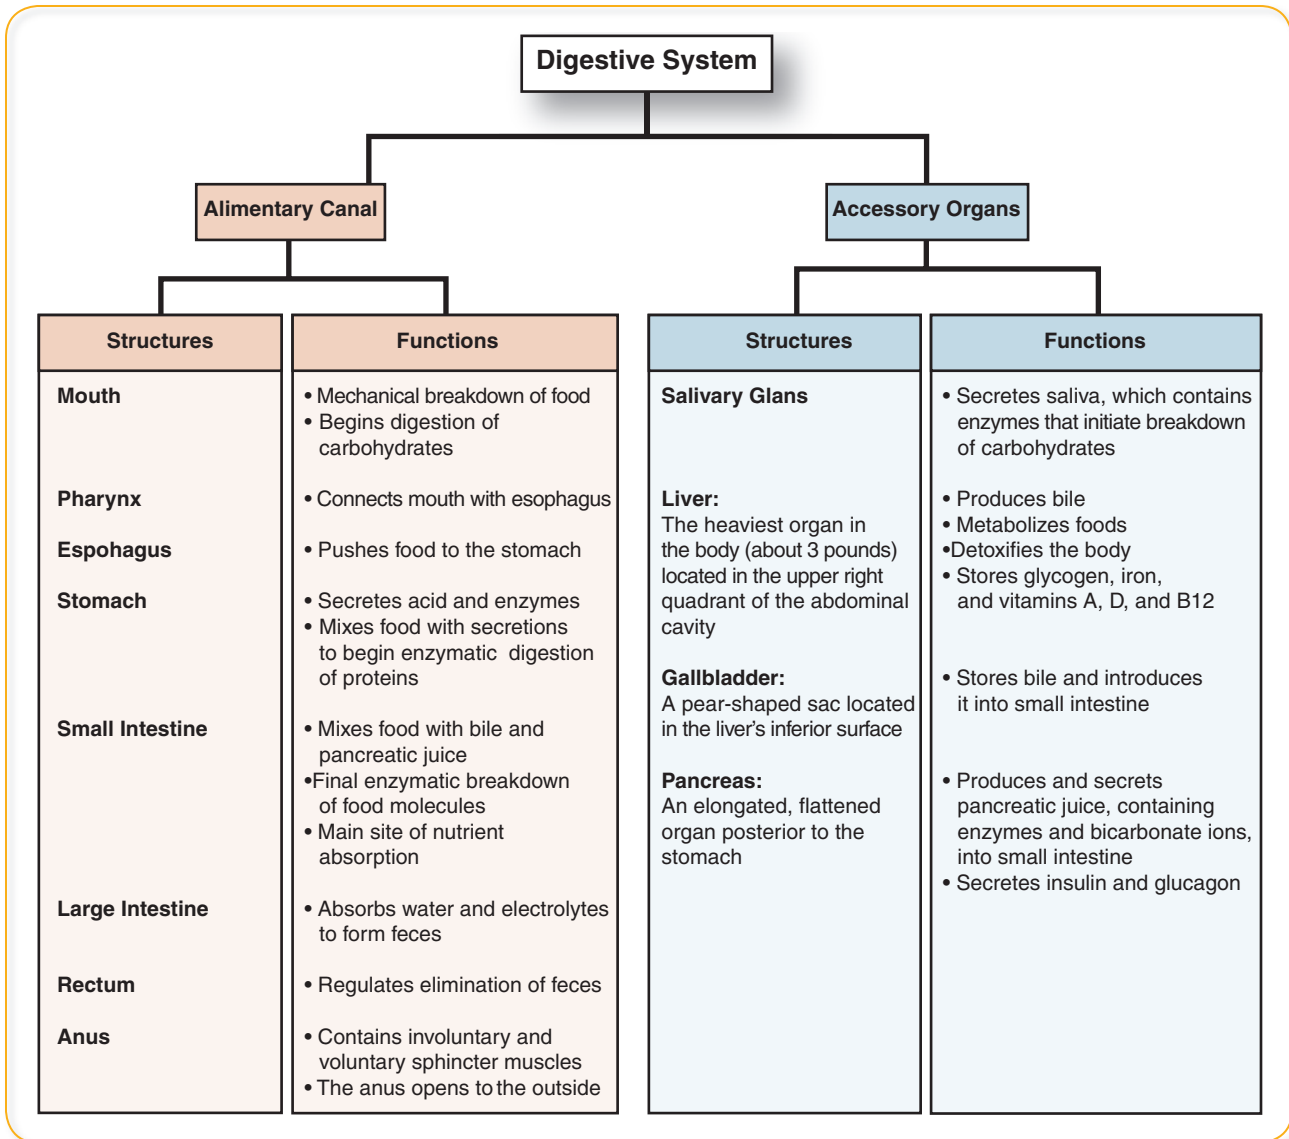 Digestive System
Alimentary Canal
Structures
Functions
Mouth
• Mechanical breakdown of food
• Begins digestion of
carbohydrates
Pharynx
• Connects mouth with esophagus
Espohagus
• Pushes food to the stomach
Stomach
• Secretes acid and enzymes
• Mixes food with secretions
to begin enzymatic digestion
of proteins
Small Intestine
• Mixes food with bile and
pancreatic juice
•Final enzymatic breakdown
of food molecules
• Main site of nutrient
absorption
Large Intestine
• Absorbs water and electrolytes
to form feces
Rectum
• Regulates elimination of feces
Anus
• Contains involuntary and
voluntary sphincter muscles
• The anus opens to the outside
Accessory Organs
Structures
Functions
Salivary Glans
• Secretes saliva, which contains
enzymes that initiate breakdown
of carbohydrates
Liver:
The heaviest organ in
the body (about 3 pounds)
located in the upper right
quadrant of the abdominal
cavity
• Produces bile
• Metabolizes foods
•Detoxifies the body
• Stores glycogen, iron,
and vitamins A, D, and B12
Gallbladder:
A pear-shaped sac located
in the liver's inferior surface
• Stores bile and introduces
it into small intestine
Pancreas:
An elongated, flattened
organ posterior to the
stomach
• Produces and secrets
pancreatic juice, containing
enzymes and bicarbonate ions,
into small intestine
• Secretes insulin and glucagon